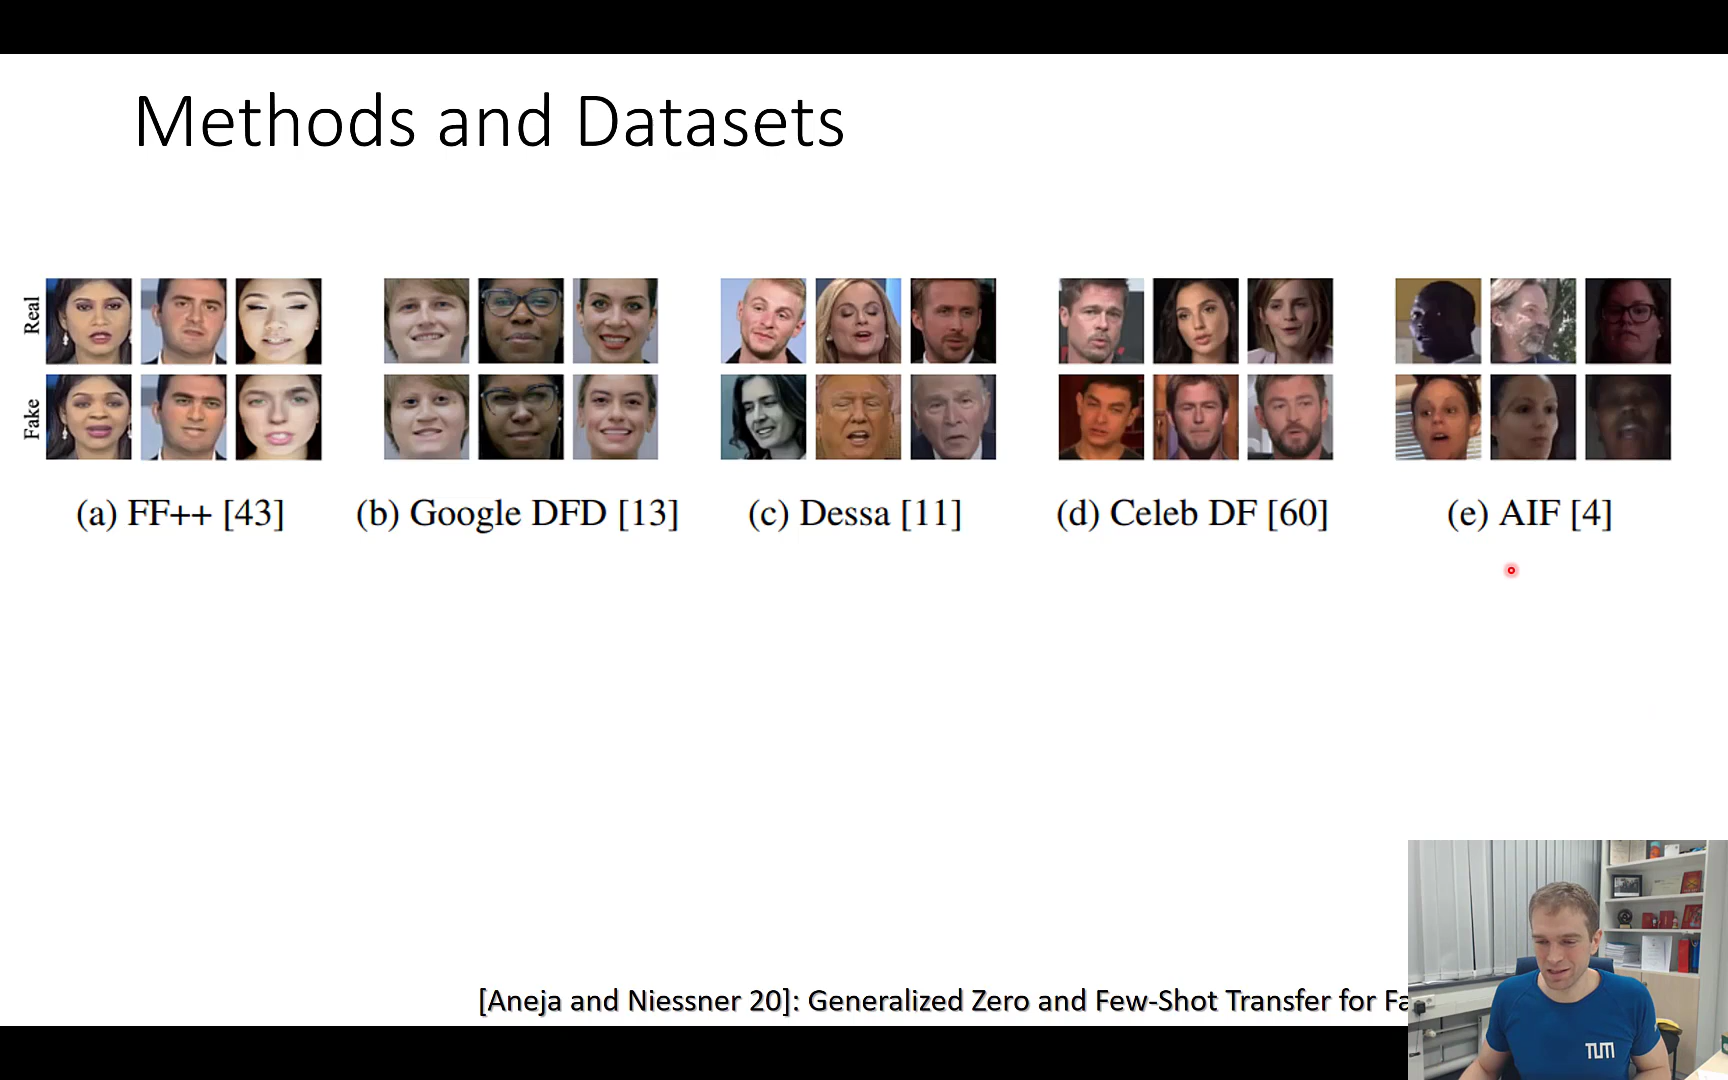 Methods and Datasets
Real
Fake
(a) FF++ [43]
(b) Google DFD [13]
(c) Dessa [11]
(d) Celeb DF [60]
(e) AIF [4]
[Aneja and Niessner 20]: Generalized Zero and Few-Shot Transfer for Fa
TUM